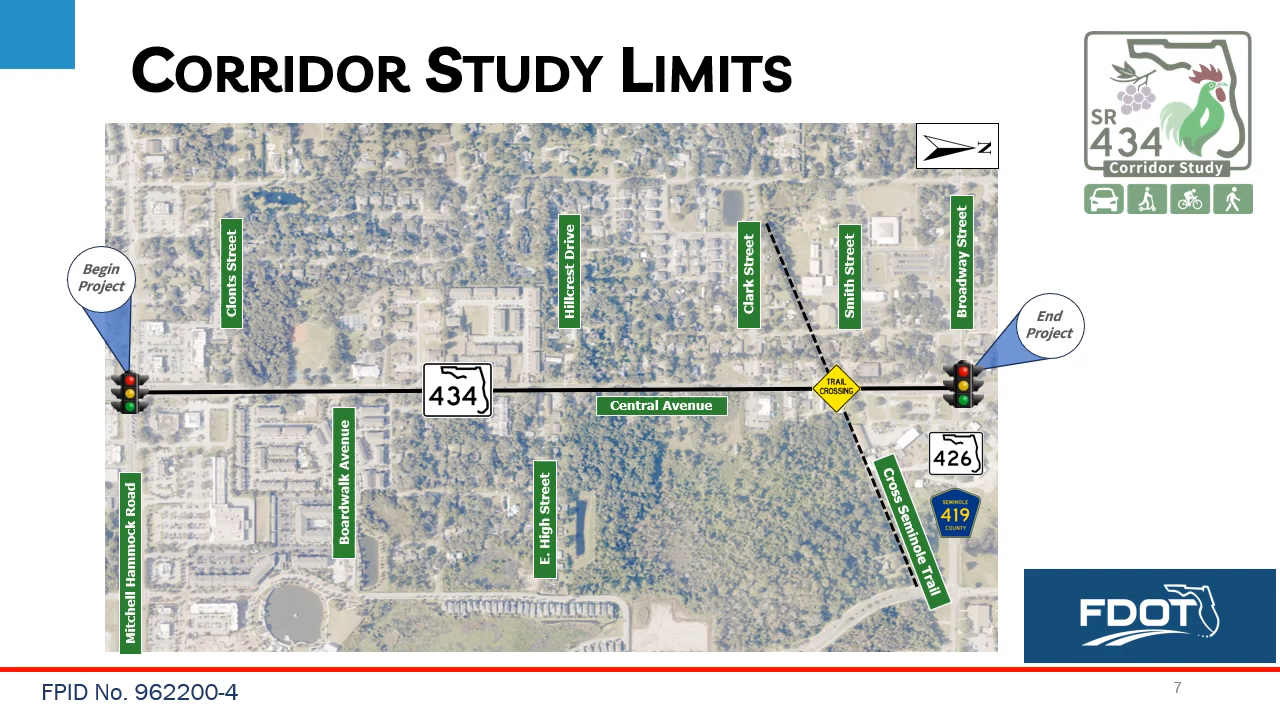 CORRIDOR STUDY LIMITS
SR
434
Corridor Study
N
Begin
Project
Clonts Street
Hillcrest Drive
Clark Street
Smith Street
Broadway Street
End
Project
434
Central Avenue
TRAIL
CROSSING
426
SEMINOLE
419
COUNTY
Mitchell Hammock Road
Boardwalk Avenue
E. High Street
Cross Seminole Trail
FDOT
FPID No. 962200-4
7